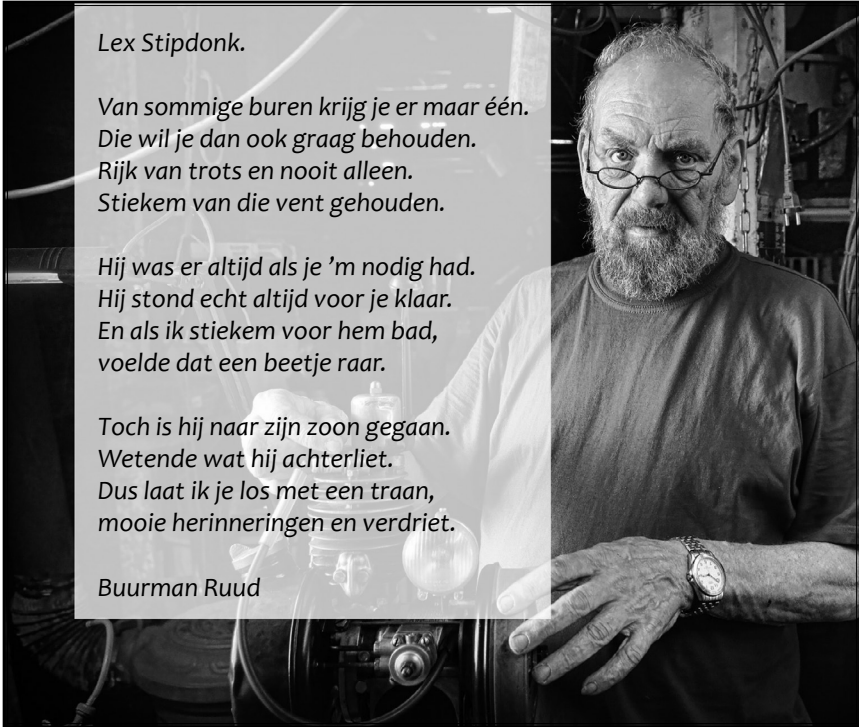 Lex Stipdonk.
Van sommige buren krijg je er maar één.
Die wil je dan ook graag behouden.
Rijk van trots en nooit alleen.
Stiekem van die vent gehouden.
Hij was er altijd als je ’m nodig had.
Hij stond echt altijd voor je klaar.
En als ik stiekem voor hem bad,
voelde dat een beetje raar.
Toch is hij naar zijn zoon gegaan.
Wetende wat hij achterliet.
Dus laat ik je los met een traan,
mooie herinneringen en verdriet.
Buurman Ruud